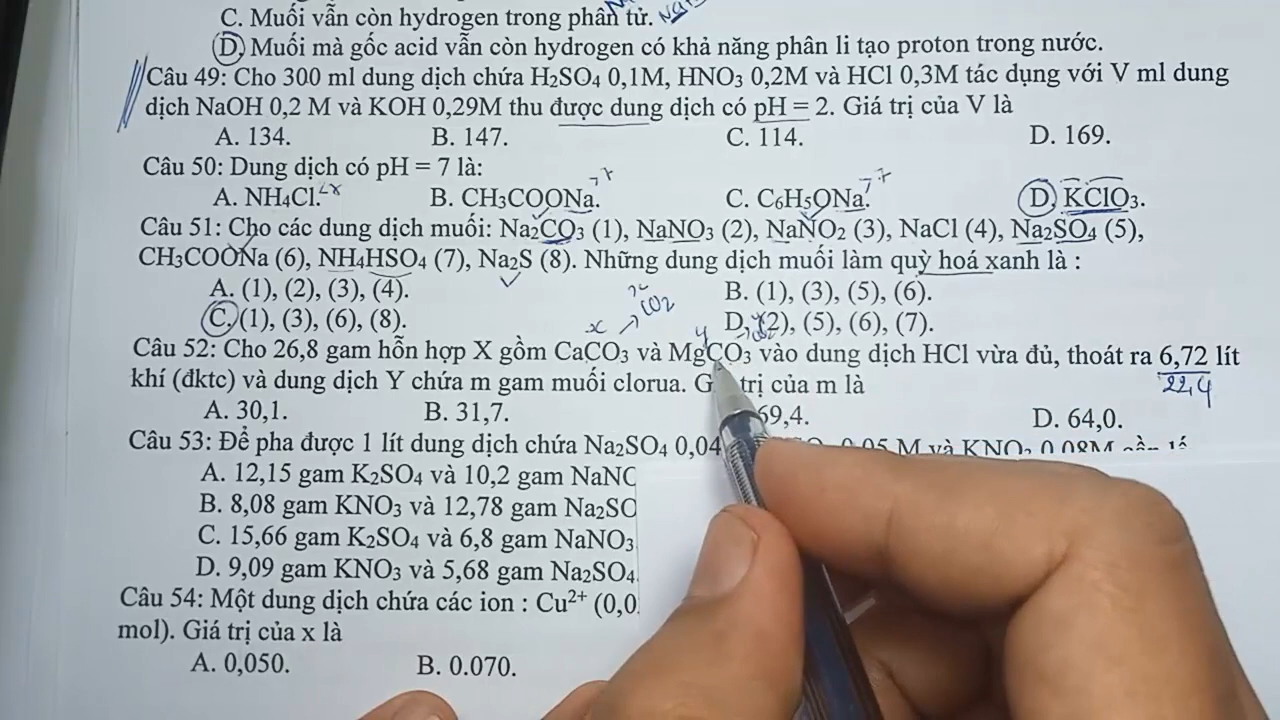 C. Muối vẫn còn hydrogen trong phân tử.
D. Muối mà gốc acid vẫn còn hydrogen có khả năng phân li tạo proton trong nước.
Câu 49: Cho 300 ml dung dịch chứa H₂SO₄ 0,1M, HNO₃ 0,2M và HCl 0,3M tác dụng với V ml dung
dịch NaOH 0,2 M và KOH 0,29M thu được dung dịch có pH = 2. Giá trị của V là
A. 134. B. 147. C. 114. D. 169.
Câu 50: Dung dịch có pH = 7 là:
A. NH₄Cl. B. CH₃COONa. C. C₆H₅ONa. D. KClO₃.
Câu 51: Cho các dung dịch muối: Na₂CO₃ (1), NaNO₃ (2), NaNO₂ (3), NaCl (4), Na₂SO₄ (5),
CH₃COONa (6), NH₄HSO₄ (7), Na₂S (8). Những dung dịch muối làm quỳ hoá xanh là :
A. (1), (2), (3), (4). B. (1), (3), (5), (6).
CO2
C. (1), (3), (6), (8). D. (2), (5), (6), (7).
x y
Câu 52: Cho 26,8 gam hỗn hợp X gồm CaCO₃ và MgCO₃ vào dung dịch HCl vừa đủ, thoát ra 6,72 lít
khí (đktc) và dung dịch Y chứa m gam muối clorua. trị của m là 22,4
A. 30,1. B. 31,7. 69,4. D. 64,0.
Câu 53: Để pha được 1 lít dung dịch chứa Na₂SO₄ 0,04 0,05 M và KNO₃ 0,08M
A. 12,15 gam K₂SO₄ và 10,2 gam
B. 8,08 gam KNO₃ và 12,78 gam
C. 15,66 gam K₂SO₄ và 6,8 gam NaNO₃
D. 9,09 gam KNO₃ và 5,68 gam Na₂SO₄
Câu 54: Một dung dịch chứa các ion : Cu²⁺ (0,0
mol). Giá trị của x là
A. 0,050. B. 0.070.